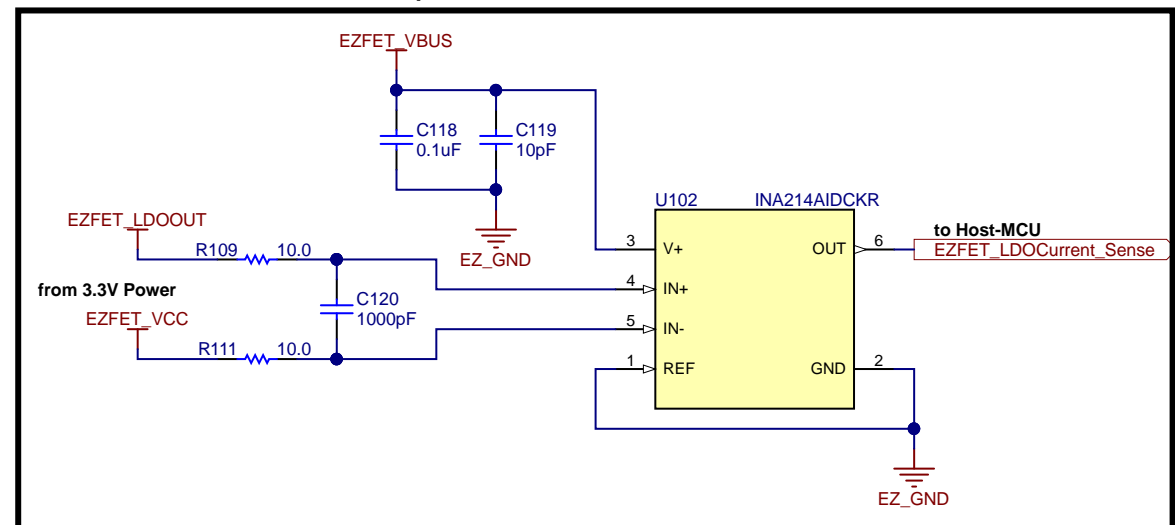 EZFET_VBUS
C118
0.1uF
C119
10pF
EZ_GND
EZFET_LDOOUT
R109 10.0
from 3.3V Power
EZFET_VCC
R111 10.0
C120
1000pF
U102 INA214AIDCKR
3 V+ OUT 6
4 IN+
5 IN-
1 REF GND 2
to Host-MCU
EZFET_LDOCurrent_Sense
EZ_GND